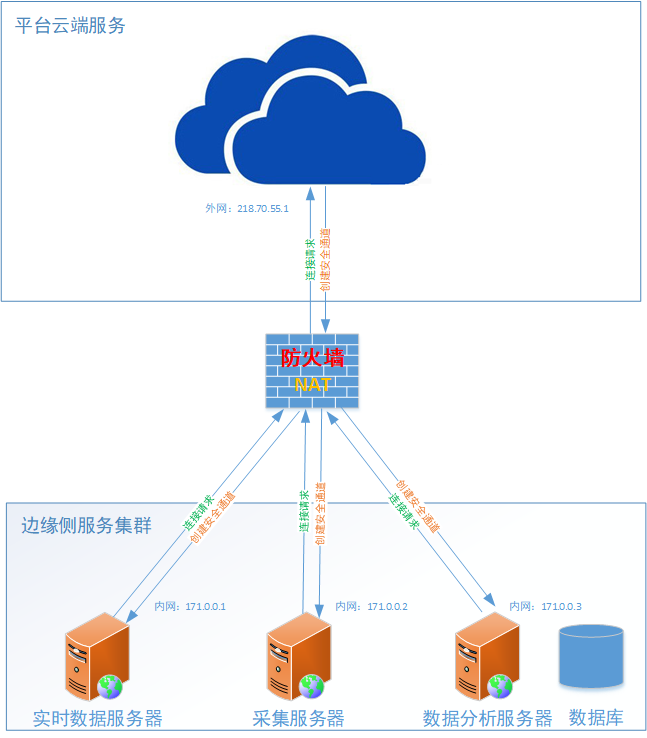 平台云端服务
外网：218.70.55.1
连接请求
创建安全通道
防火墙
NAT
连接请求
创建安全通道
连接请求
创建安全通道
创建安全通道
连接请求
边缘侧服务集群
内网：171.0.0.1
内网：171.0.0.2
内网：171.0.0.3
实时数据服务器
采集服务器
数据分析服务器
数据库